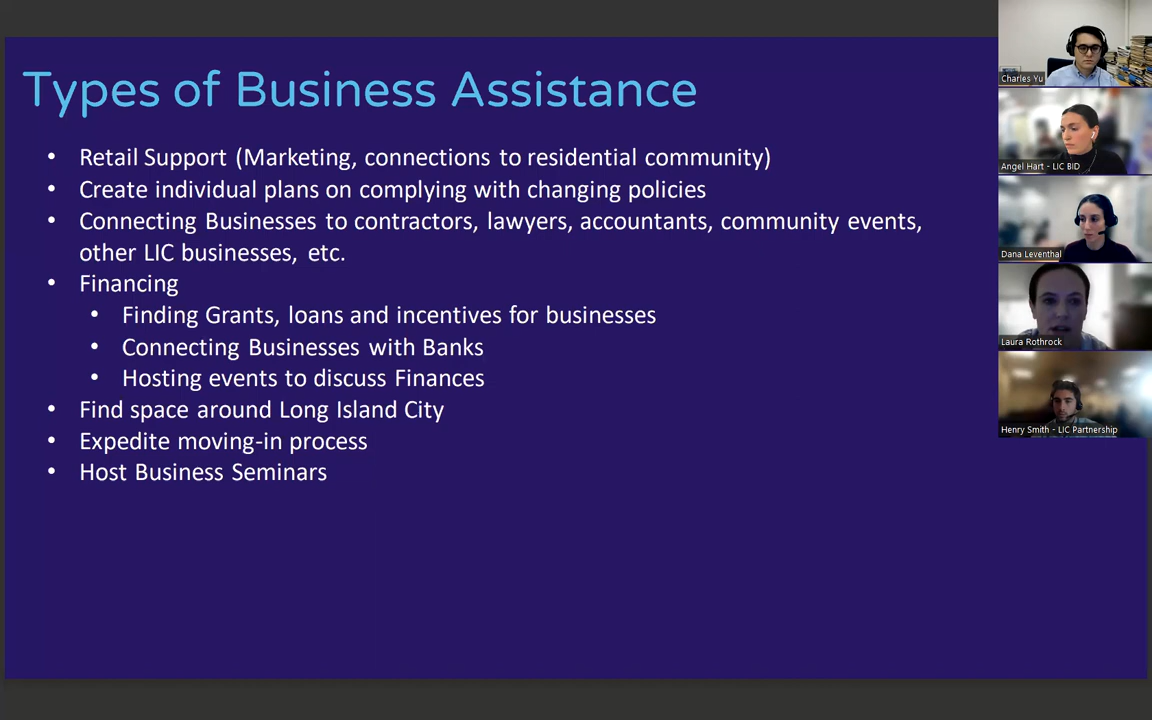 Types of Business Assistance
• Retail Support (Marketing, connections to residential community)
• Create individual plans on complying with changing policies
• Connecting Businesses to contractors, lawyers, accountants, community events,
other LIC businesses, etc.
• Financing
• Finding Grants, loans and incentives for businesses
• Connecting Businesses with Banks
• Hosting events to discuss Finances
• Find space around Long Island City
• Expedite moving-in process
• Host Business Seminars
Charles Yu
Angel Hart - LIC BID
Dana Leventhal
Laura Rothrock
Henry Smith - LIC Partnership